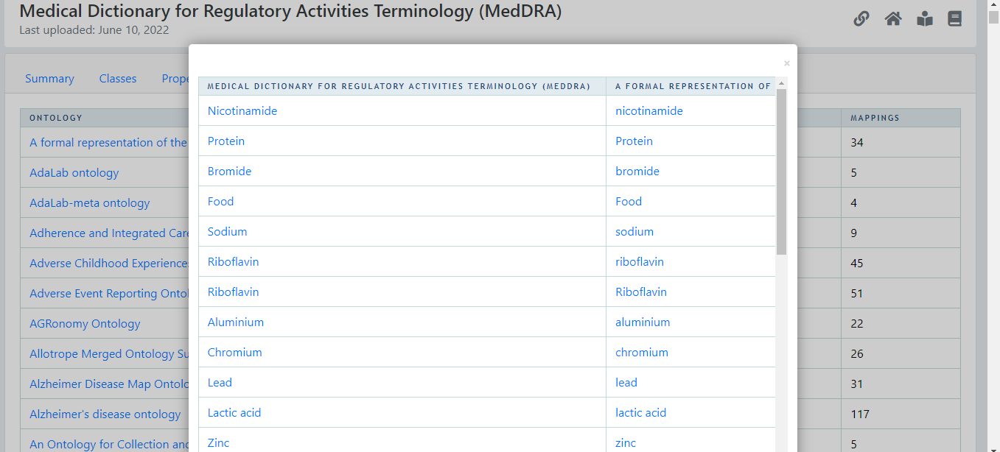 Medical Dictionary for Regulatory Activities Terminology (MedDRA)
Last uploaded: June 10, 2022
Summary Classes
×
MEDICAL DICTIONARY FOR REGULATORY ACTIVITIES TERMINOLOGY (MEDDRA) A FORMAL REPRESENTATION OF
Nicotinamide nicotinamide
Protein Protein
Bromide bromide
Food Food
Sodium sodium
Riboflavin riboflavin
Riboflavin Riboflavin
Aluminium aluminium
Chromium chromium
Lead lead
Lactic acid lactic acid
Zinc zinc
ONTOLOGY MAPPINGS
A formal representation of the 34
AdaLab ontology 5
AdaLab-meta ontology 4
Adherence and Integrated Care 9
Adverse Childhood Experiences 45
Adverse Event Reporting 51
AGRonomy Ontology 22
Allotrope Merged Ontology 26
Alzheimer Disease Map 31
Alzheimer's disease ontology 117
An Ontology for Collection and 5